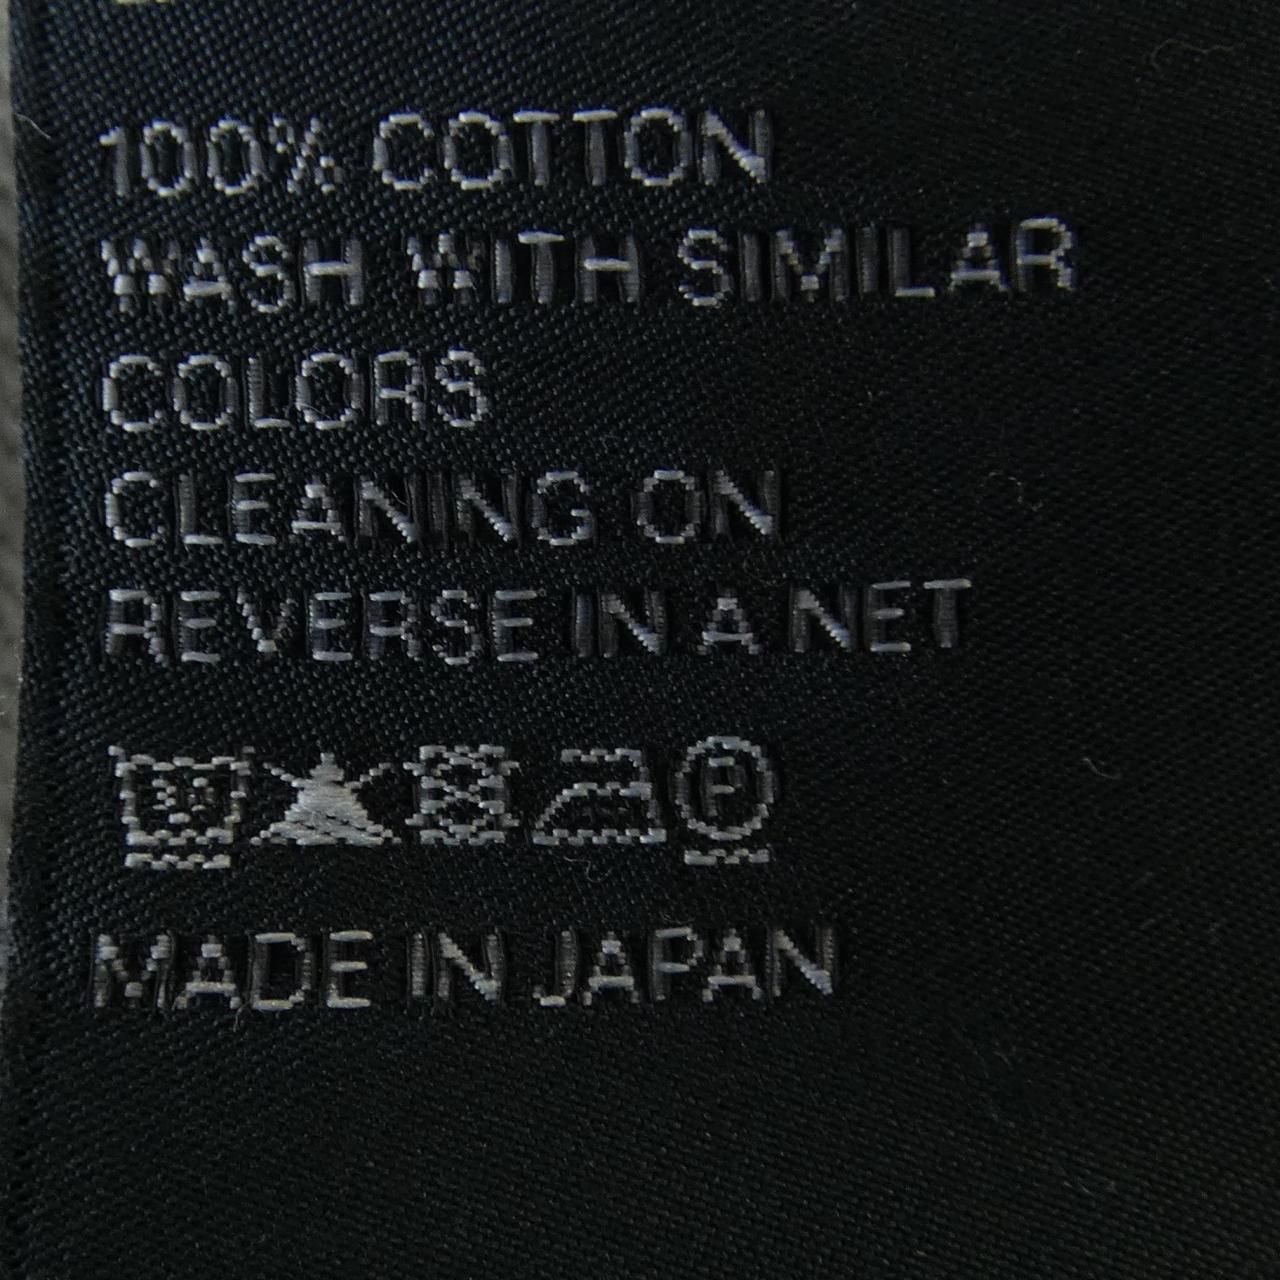 100% COTTON
WASH WITH SIMILAR
COLORS
CLEANING ON
REVERSE IN A NET
P
MADE IN JAPAN